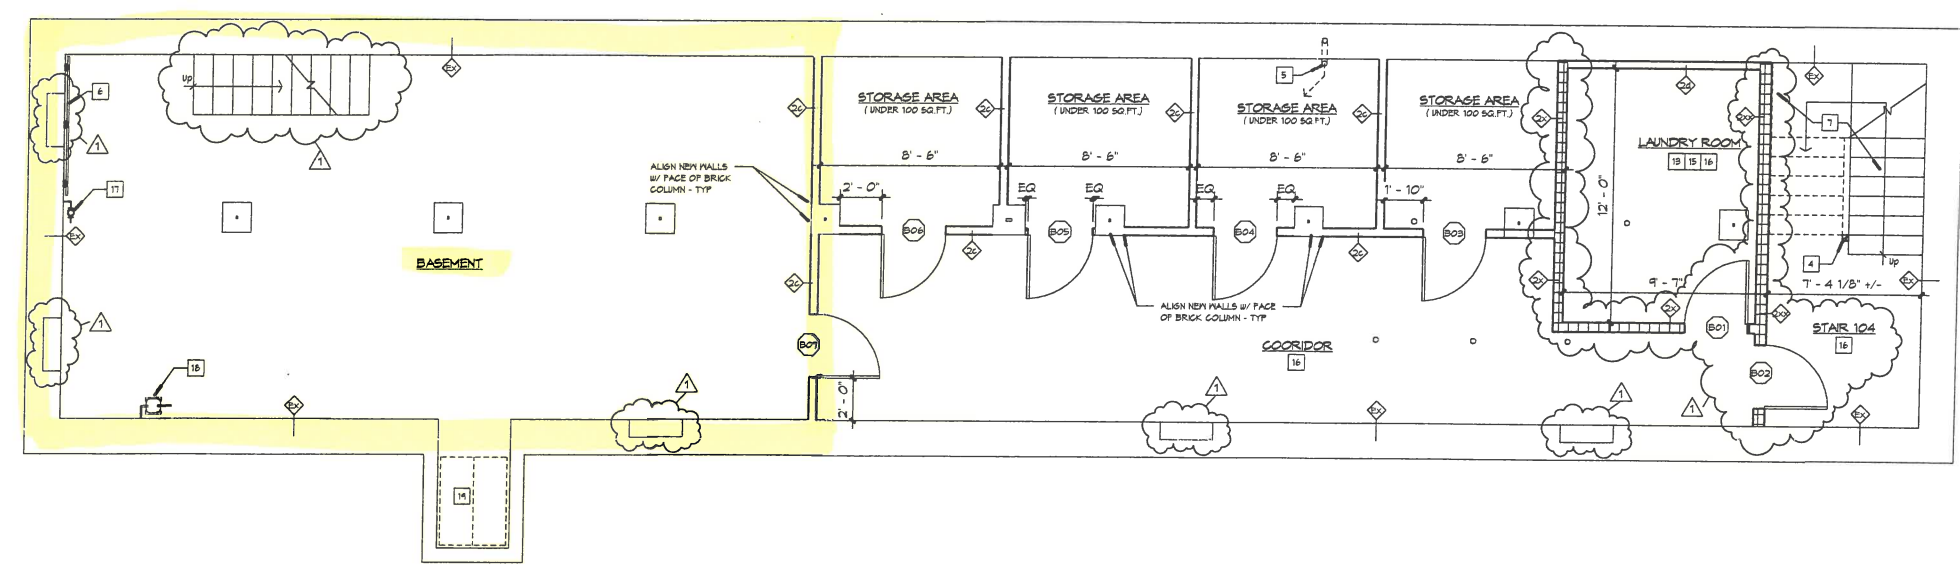 Up
Ex
6
1
1
17
Ex
1
18
Ex
BASEMENT
ALIGN NEW WALLS
W/ FACE OF BRICK
COLUMN - TYP
1
19
2C
2C
B07
2' - 0"
STORAGE AREA
( UNDER 100 SQ.FT.)
2C
8' - 6"
2' - 0"
B06
2C
STORAGE AREA
( UNDER 100 SQ.FT.)
2C
8' - 6"
EQ
EQ
B05
5
STORAGE AREA
( UNDER 100 SQ.FT.)
2C
8' - 6"
EQ
EQ
B04
2C
ALIGN NEW WALLS W/ FACE
OF BRICK COLUMN - TYP
STORAGE AREA
( UNDER 100 SQ.FT.)
8' - 6"
1' - 10"
B03
COORIDOR
16
1
Ex
1
2X
2X
2d
LAUNDRY ROOM
13 15 16
12' - 0"
9' - 7"
2X
B01
2XX
2XX
Ex
7
N
4
Up
Ex
7' - 4 1/8" +/-
STAIR 104
16
B02
1
Ex